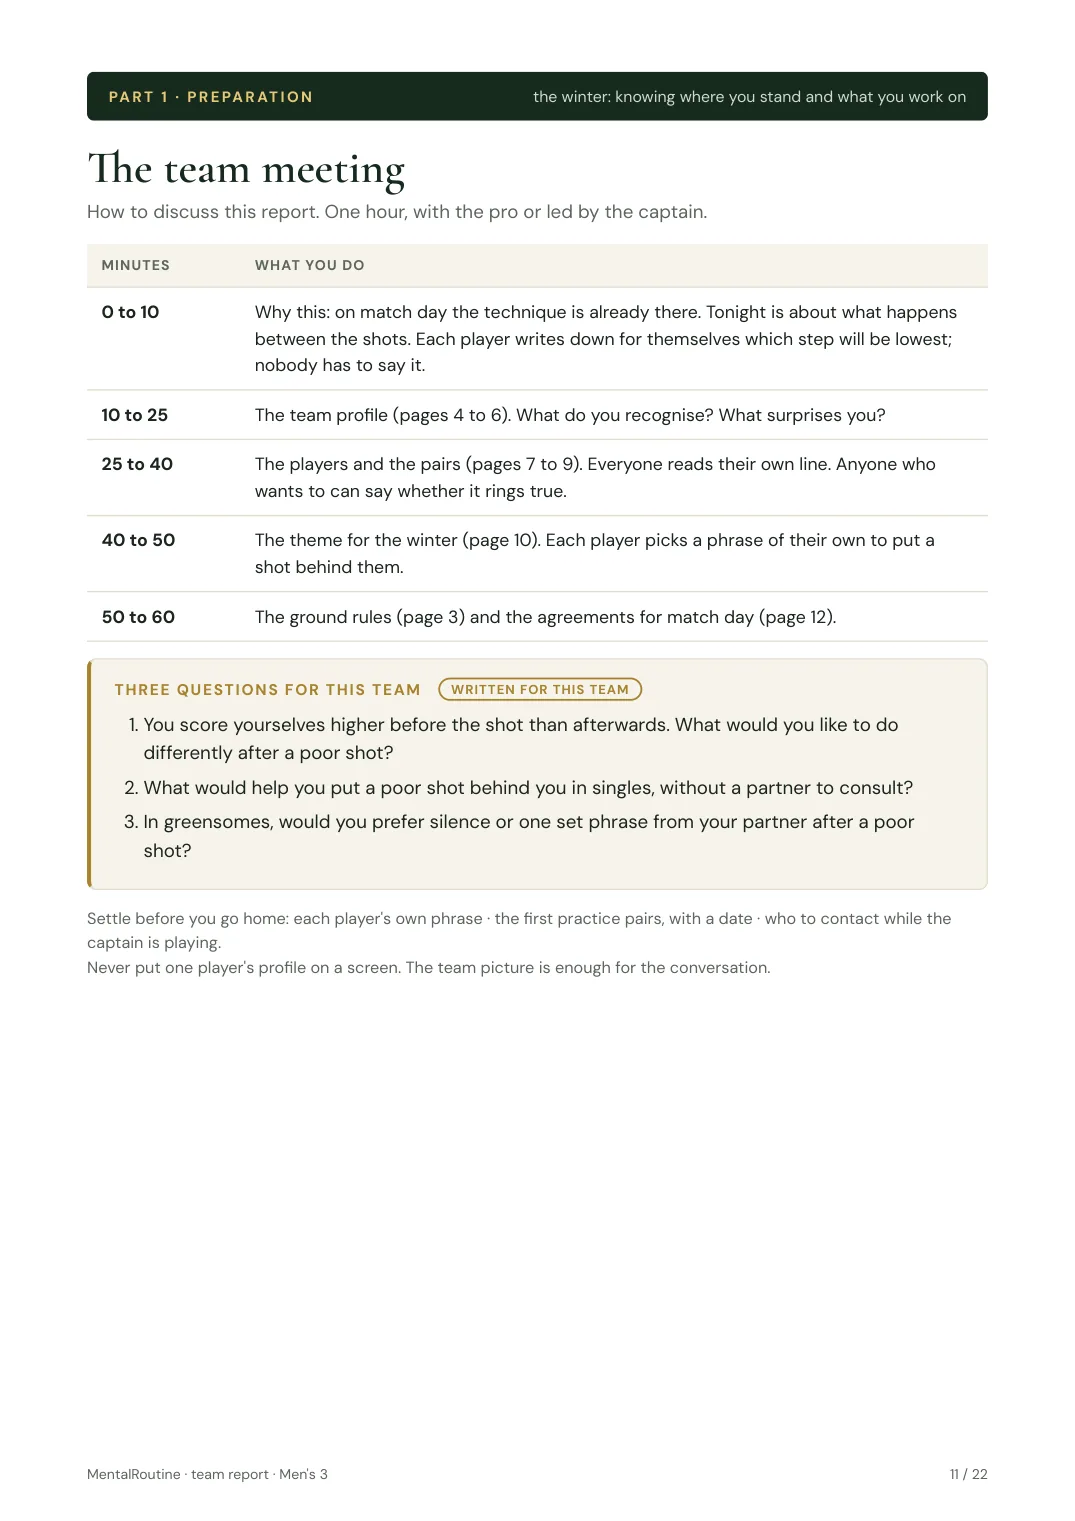 PART 1 · PREPARATION
the winter: knowing where you stand and what you work on
The team meeting
How to discuss this report. One hour, with the pro or led by the captain.
MINUTES WHAT YOU DO
0 to 10 Why this: on match day the technique is already there. Tonight is about what happens
between the shots. Each player writes down for themselves which step will be lowest;
nobody has to say it.
10 to 25 The team profile (pages 4 to 6). What do you recognise? What surprises you?
25 to 40 The players and the pairs (pages 7 to 9). Everyone reads their own line. Anyone who
wants to can say whether it rings true.
40 to 50 The theme for the winter (page 10). Each player picks a phrase of their own to put a
shot behind them.
50 to 60 The ground rules (page 3) and the agreements for match day (page 12).
THREE QUESTIONS FOR THIS TEAM WRITTEN FOR THIS TEAM
1. You score yourselves higher before the shot than afterwards. What would you like to do
differently after a poor shot?
2. What would help you put a poor shot behind you in singles, without a partner to consult?
3. In greensomes, would you prefer silence or one set phrase from your partner after a poor
shot?
Settle before you go home: each player's own phrase · the first practice pairs, with a date · who to contact while the
captain is playing.
Never put one player's profile on a screen. The team picture is enough for the conversation.
MentalRoutine · team report · Men's 3
11 / 22